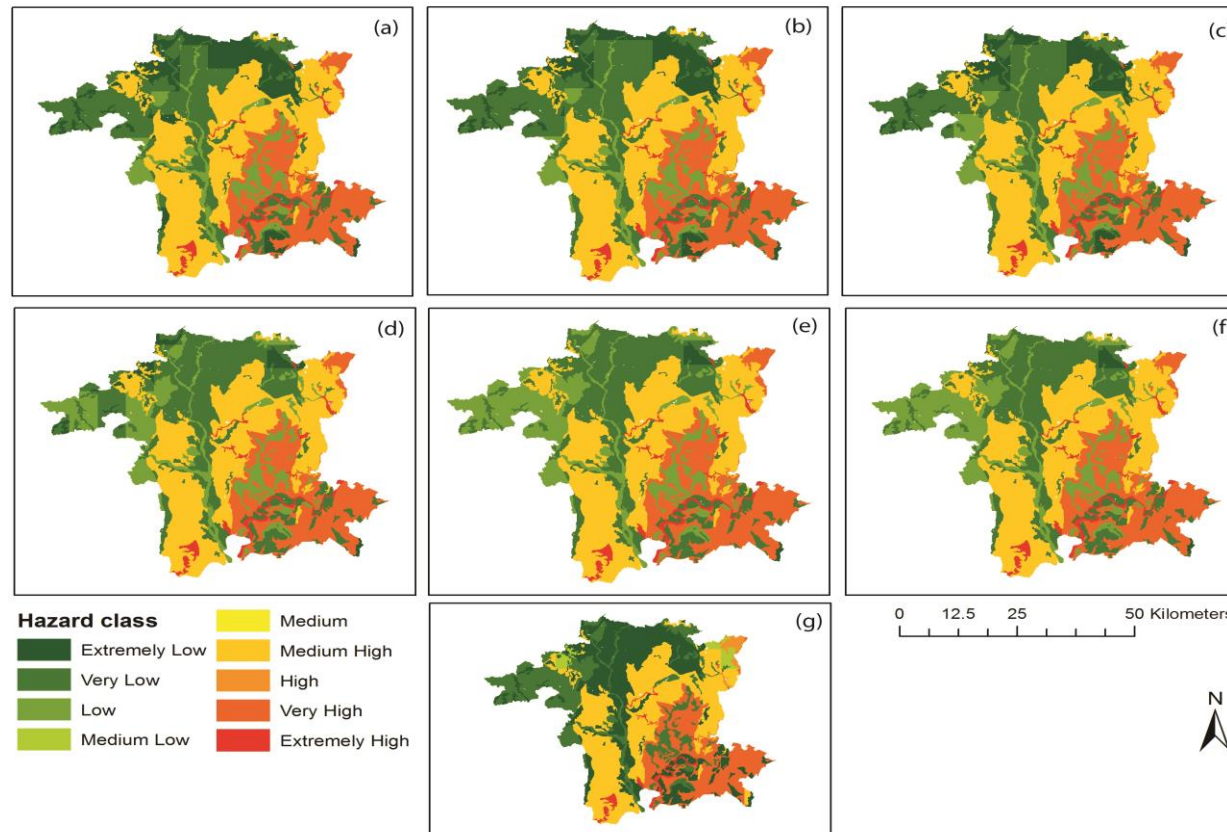 (a)
(b)
(c)
(d)
(e)
(f)
(g)
Hazard class
Extremely Low
Very Low
Low
Medium Low
Medium
Medium High
High
Very High
Extremely High
0 12.5 25 50 Kilometers
N